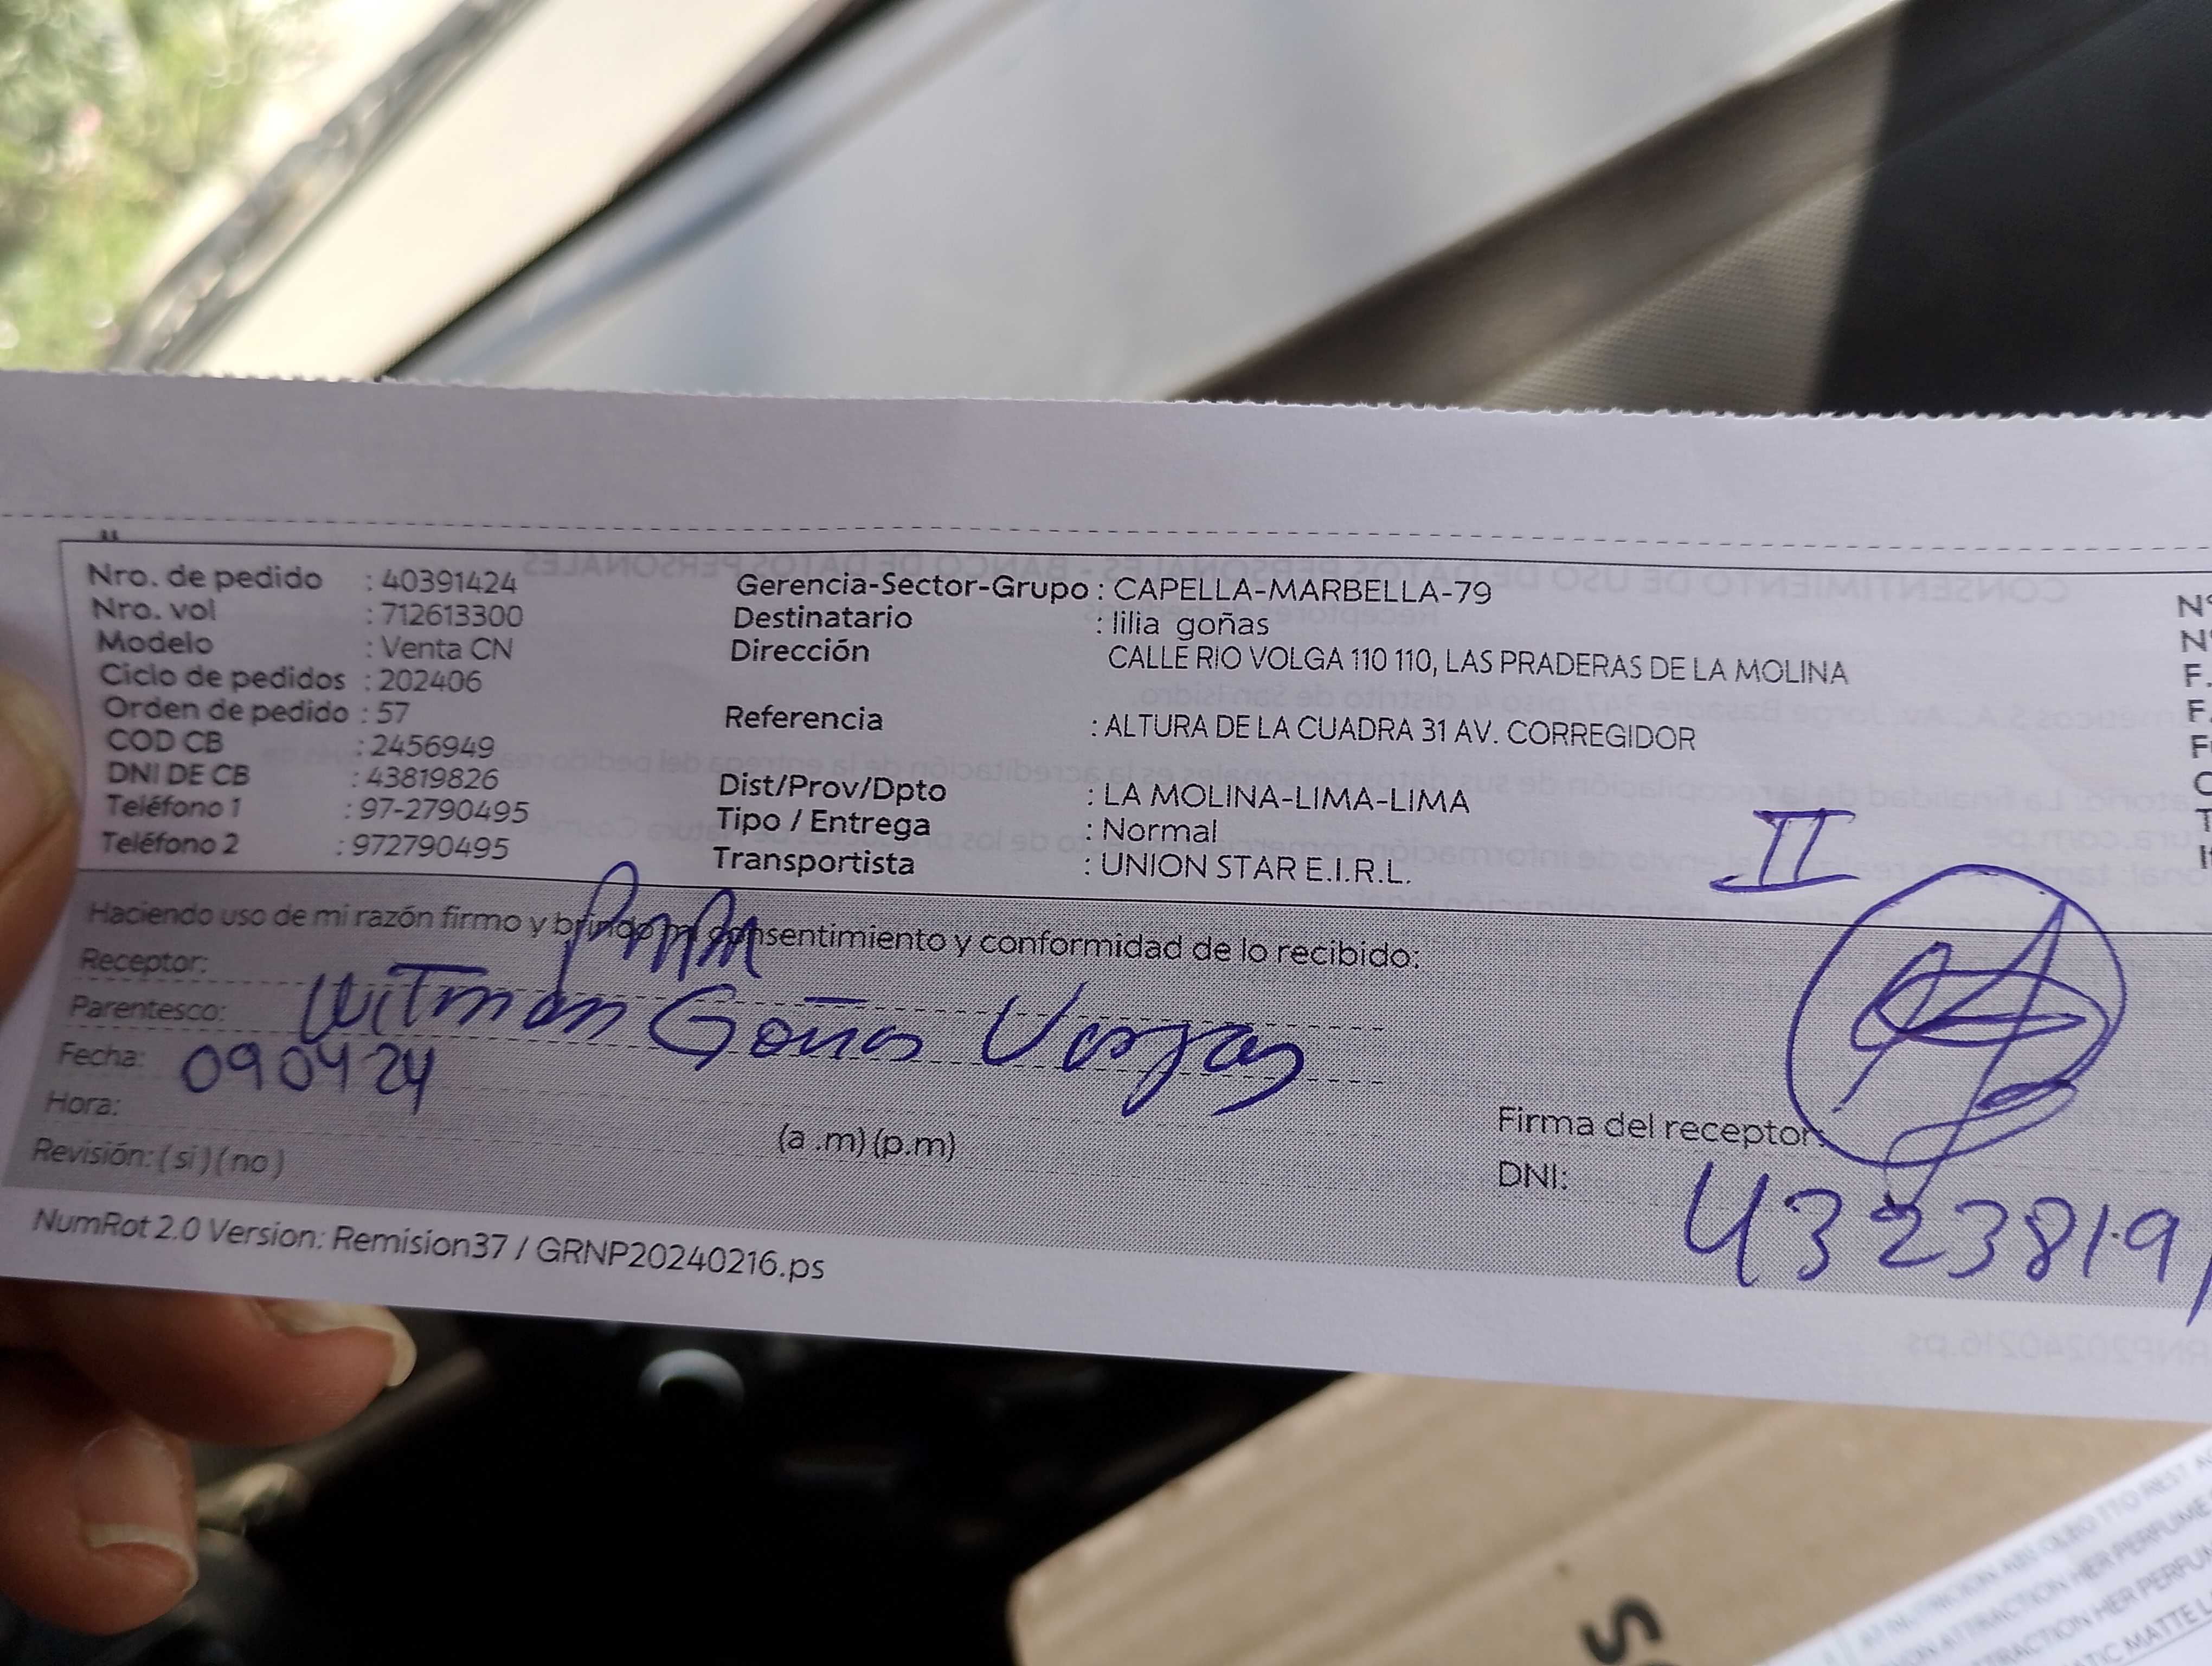 Nro. de pedido : 40391424
Nro. vol : 712613300
Modelo : Venta CN
Ciclo de pedidos : 202406
Orden de pedido : 57
COD CB : 2456949
DNI DE CB : 43819826
Teléfono 1 : 97-2790495
Teléfono 2 : 972790495
Gerencia-Sector-Grupo : CAPELLA-MARBELLA-79
Destinatario : lilia goñas
Dirección CALLE RIO VOLGA 110 110, LAS PRADERAS DE LA MOLINA
Referencia : ALTURA DE LA CUADRA 31 AV. CORREGIDOR
Dist/Prov/Dpto : LA MOLINA-LIMA-LIMA
Tipo / Entrega : Normal
Transportista : UNION STAR E.I.R.L.
II
Haciendo uso de mi razón firmo y brindo mi consentimiento y conformidad de lo recibido:
Receptor:
Parentesco: Witman Goñas Vargas
Fecha: 090424
Hora: (a .m) (p.m)
Revisión: ( si ) ( no )
Firma del receptor:
DNI: 4323819
NumRot 2.0 Version: Remision37 / GRNP20240216.ps